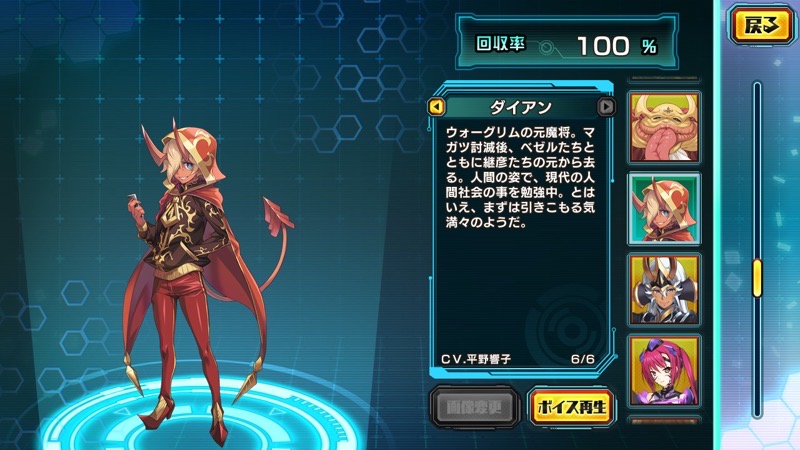 回収率 100 %
戻る
ダイアン
ウォーグリムの元魔将。マ
ガツ討滅後、ベゼルたちと
ともに継彦たちの元から去
る。人間の姿で、現代の人
間社会の事を勉強中。とは
いえ、まずは引きこもる気
満々のようだ。
CV.平野響子 6/6
画像変更 ボイス再生